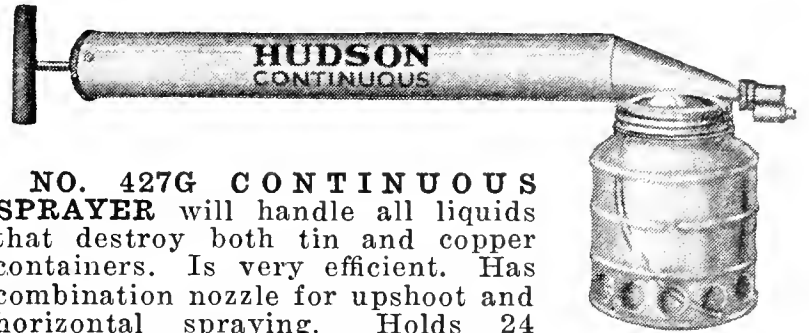 HUDSON
CONTINUOUS
NO. 427G CONTINUOUS
SPRAYER will handle all liquids
that destroy both tin and copper
containers. Is very efficient. Has
combination nozzle for upshoot and
horizontal spraying. Holds 24